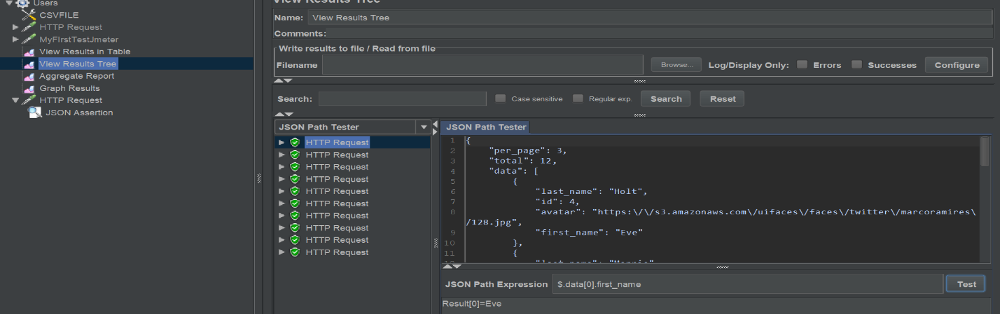 Users
CSVFILE
HTTP Request
MyFIrstTestJmeter
View Results in Table
View Results Tree
Aggregate Report
Graph Results
HTTP Request
JSON Assertion
View Results Tree
Name: View Results Tree
Comments:
Write results to file / Read from file
Filename Browse... Log/Display Only: Errors Successes Configure
Search: Case sensitive Regular exp. Search Reset
JSON Path Tester
HTTP Request
HTTP Request
HTTP Request
HTTP Request
HTTP Request
HTTP Request
HTTP Request
HTTP Request
HTTP Request
HTTP Request
JSON Path Tester
1 {
2 "per_page": 3,
3 "total": 12,
4 "data": [
5 {
6 "last_name": "Holt",
7 "id": 4,
8 "avatar": "https:\/\/s3.amazonaws.com\/uifaces\/faces\/twitter\/marcoramires\
/128.jpg",
9 "first_name": "Eve"
10 },
11 {
"last_name":
JSON Path Expression $.data[0].first_name Test
Result[0]=Eve